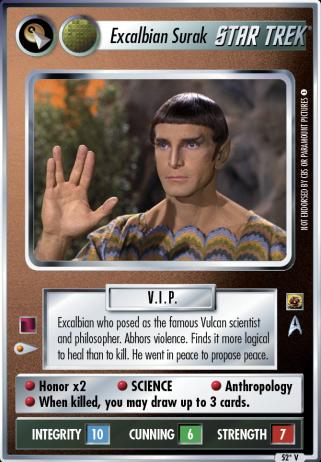 Excalbian Surak STAR TREK
NOT ENDORSED BY CBS OR PARAMOUNT PICTURES
V.I.P.
Excalbian who posed as the famous Vulcan scientist
and philosopher. Abhors violence. Finds it more logical
to heal than to kill. He went in peace to propose peace.
Honor x2 SCIENCE Anthropology
When killed, you may draw up to 3 cards.
INTEGRITY 10 CUNNING 6 STRENGTH 7
52* V